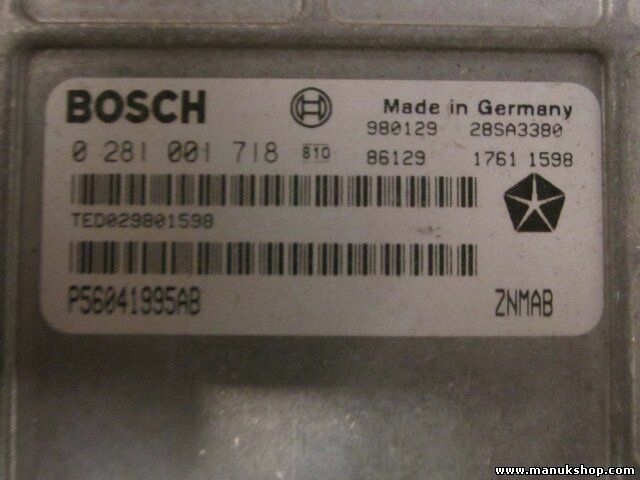 BOSCH Made in Germany
980129 28SA3380
0 281 001 718 810 86129 1761 1598
TED029801598
P56041995AB ZNMAB
www.manukshop.com